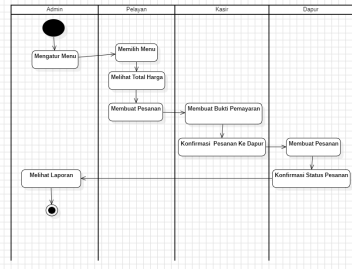 Admin
Pelayan
Kasir
Dapur
Mengatur Menu
Memilih Menu
Melihat Total Harga
Membuat Pesanan
Membuat Bukti Pemayaran
Konfirmasi Pesanan Ke Dapur
Membuat Pesanan
Konfirmasi Status Pesanan
Melihat Laporan